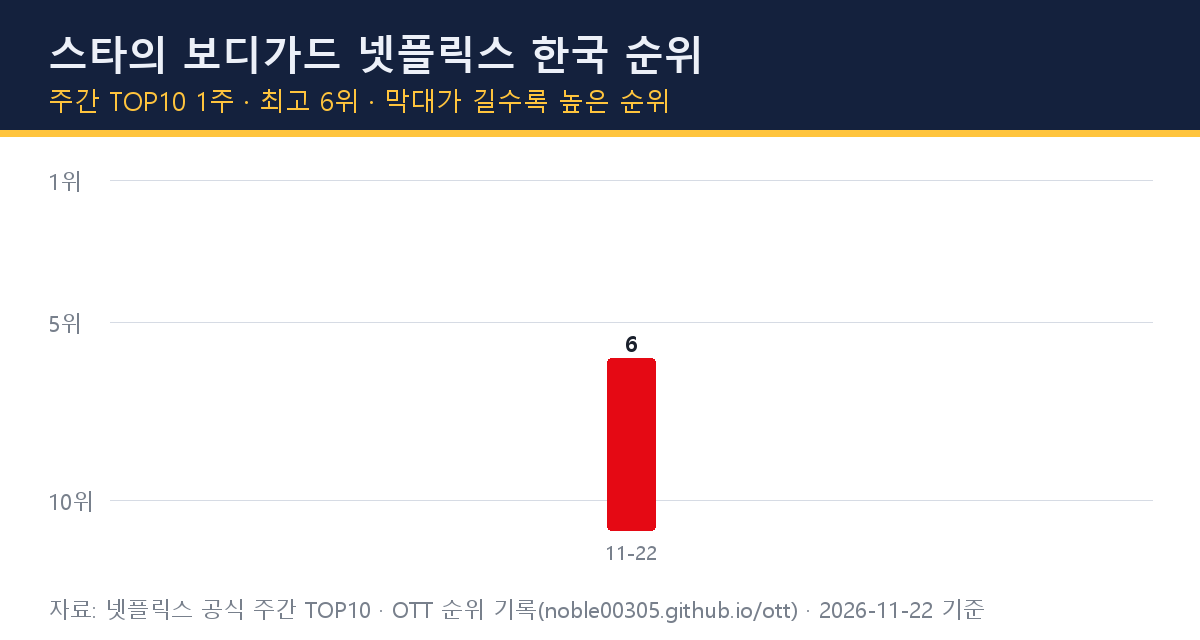 스타의 보디가드 넷플릭스 한국 순위
주간 TOP10 1주 · 최고 6위 · 막대가 길수록 높은 순위
1위
5위
6
10위
11-22
자료: 넷플릭스 공식 주간 TOP10 · OTT 순위 기록(noble00305.github.io/ott) · 2026-11-22 기준